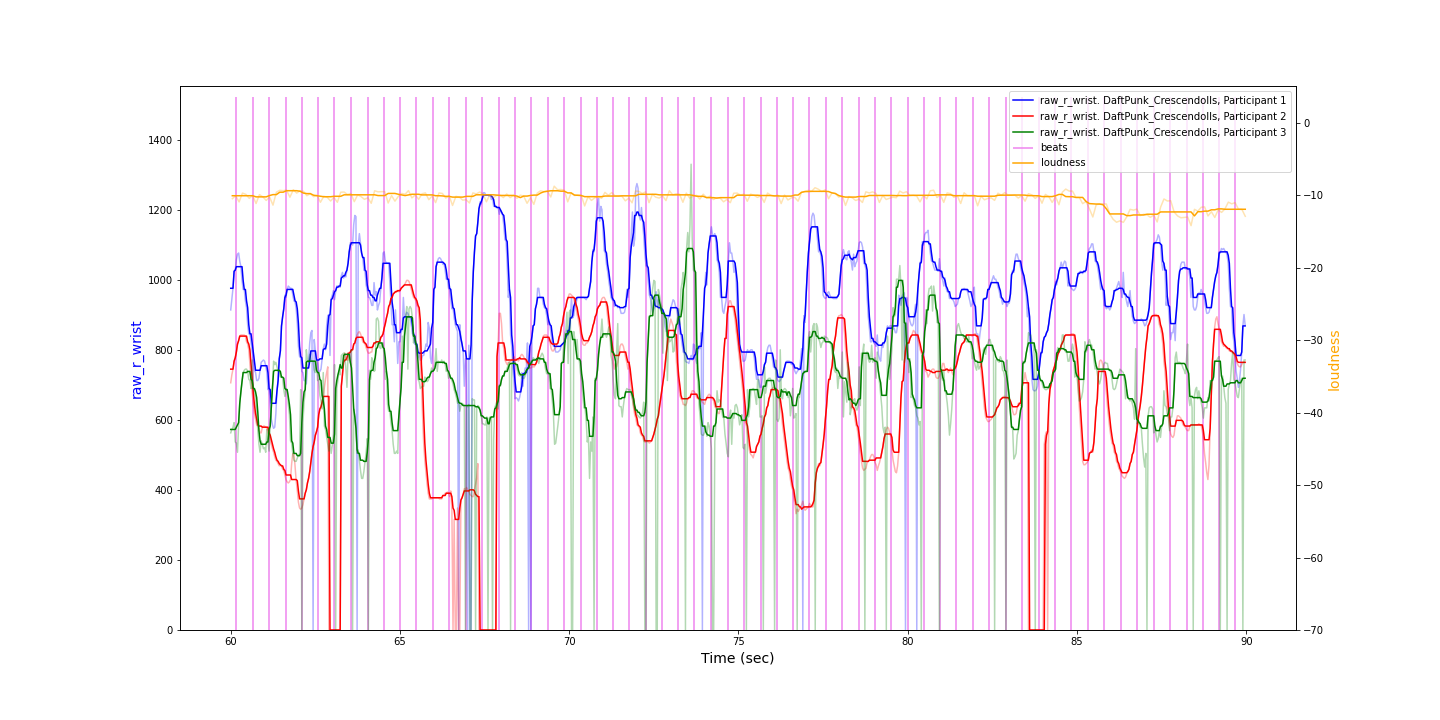 raw_r_wrist. DaftPunk_Crescendolls, Participant 1
raw_r_wrist. DaftPunk_Crescendolls, Participant 2
raw_r_wrist. DaftPunk_Crescendolls, Participant 3
beats
loudness
1400
1200
1000
800
600
400
200
0
raw_r_wrist
0
−10
−20
−30
−40
−50
−60
−70
loudness
60
65
70
75
80
85
90
Time (sec)